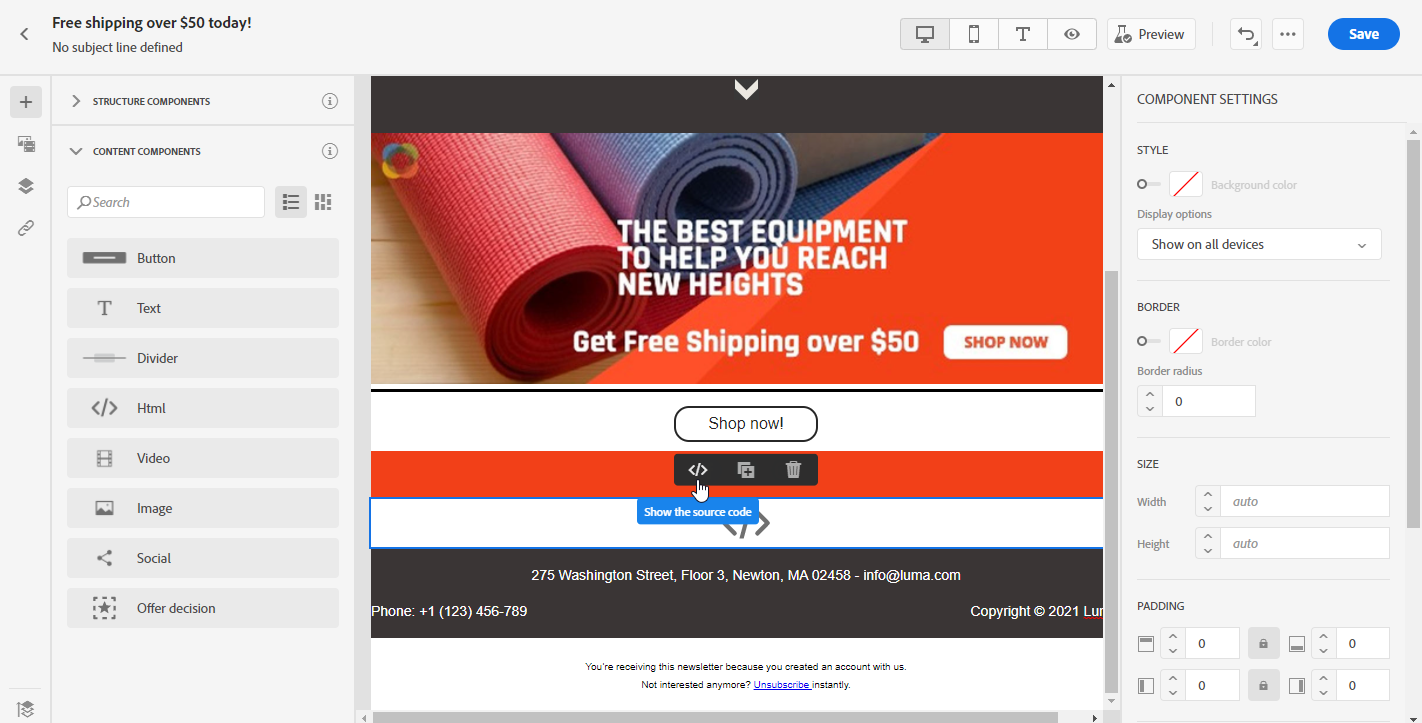 Free shipping over $50 today!
No subject line defined
Preview
Save
STRUCTURE COMPONENTS
CONTENT COMPONENTS
Search
Button
Text
Divider
Html
Video
Image
Social
Offer decision
THE BEST EQUIPMENT
TO HELP YOU REACH
NEW HEIGHTS
Get Free Shipping over $50
SHOP NOW
Shop now!
Show the source code
275 Washington Street, Floor 3, Newton, MA 02458 - info@luma.com
Phone: +1 (123) 456-789
Copyright © 2021 Lur
You're receiving this newsletter because you created an account with us.
Not interested anymore? Unsubscribe instantly.
COMPONENT SETTINGS
STYLE
Background color
Display options
Show on all devices
BORDER
Border color
Border radius
0
SIZE
Width
auto
Height
auto
PADDING
0
0
0
0